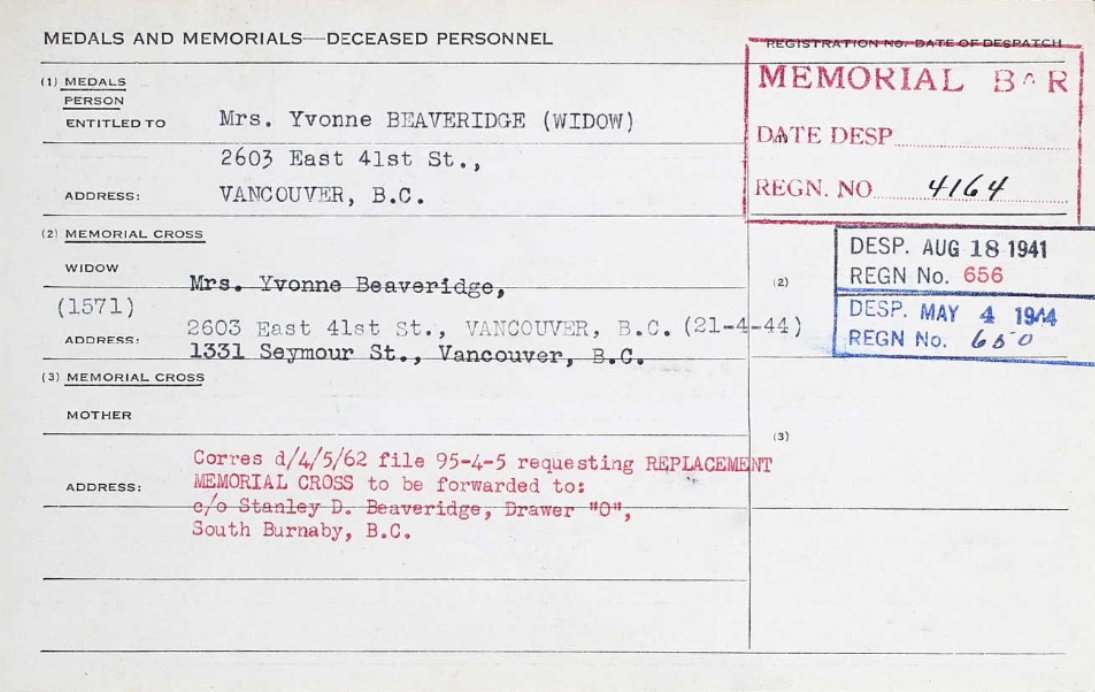 MEDALS AND MEMORIALS—DECEASED PERSONNEL
REGISTRATION NO. DATE OF DESPATCH
(1) MEDALS
PERSON
ENTITLED TO Mrs. Yvonne BEAVERIDGE (WIDOW)
2603 East 41st St.,
ADDRESS: VANCOUVER, B.C.
MEMORIAL BAR
DATE DESP
REGN. NO 4164
(2) MEMORIAL CROSS
WIDOW Mrs. Yvonne Beaveridge,
(1571)
2603 East 41st St., VANCOUVER, B.C. (21-4-44)
ADDRESS: 1331 Seymour St., Vancouver, B.C.
(2)
DESP. AUG 18 1941
REGN No. 656
DESP. MAY 4 1944
REGN No.
(3) MEMORIAL CROSS
MOTHER
(3)
Corres d/4/5/62 file 95-4-5 requesting REPLACEMENT
ADDRESS: MEMORIAL CROSS to be forwarded to:
c/o Stanley D. Beaveridge, Drawer "O",
South Burnaby, B.C.